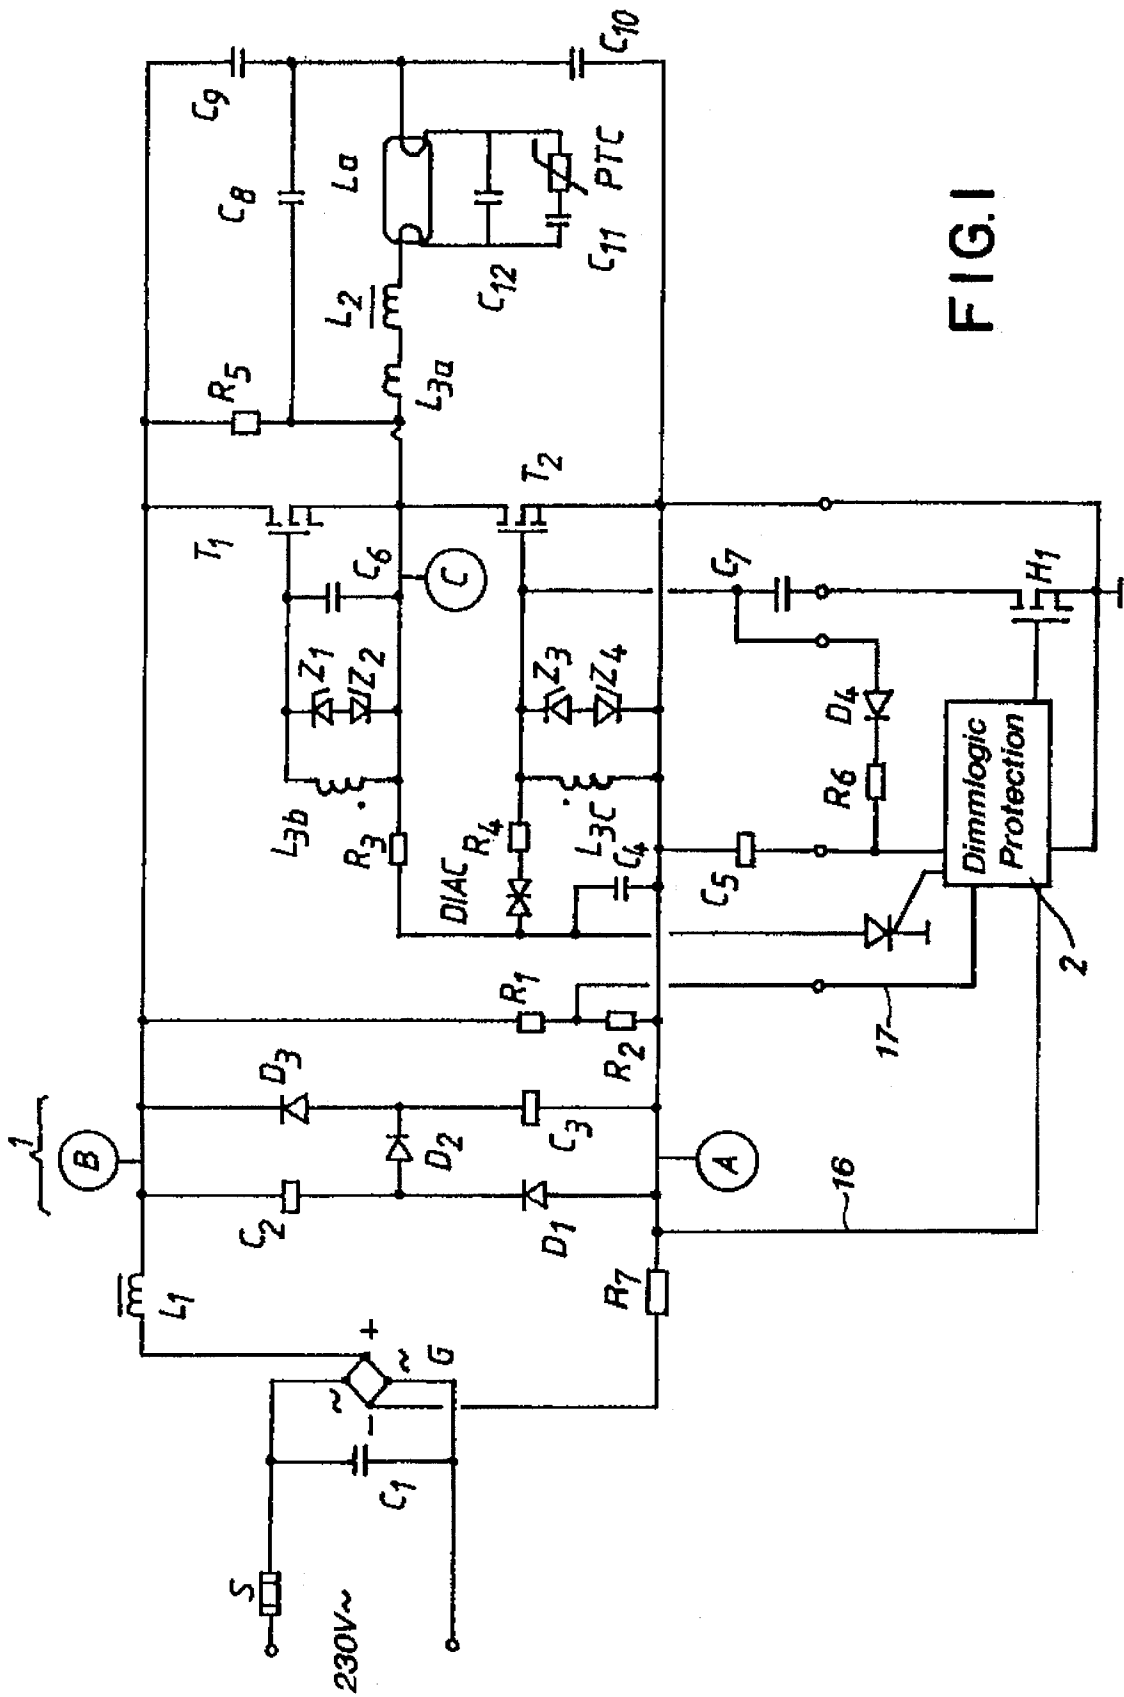 1
B
S
230V~
C1
~
~
+
−
G
L1
C2
D1
D2
D3
C3
R7
A
R1
R2
L3b
R3
DIAC
R4
L3C
C4
Z1
Z2
Z3
Z4
C6
C
T1
T2
R5
L3a
L2
La
C8
C9
C10
C12
C11
PTC
C5
C7
R6
D4
H1
Dimmlogic
Protection
2
16
17
FIG.1